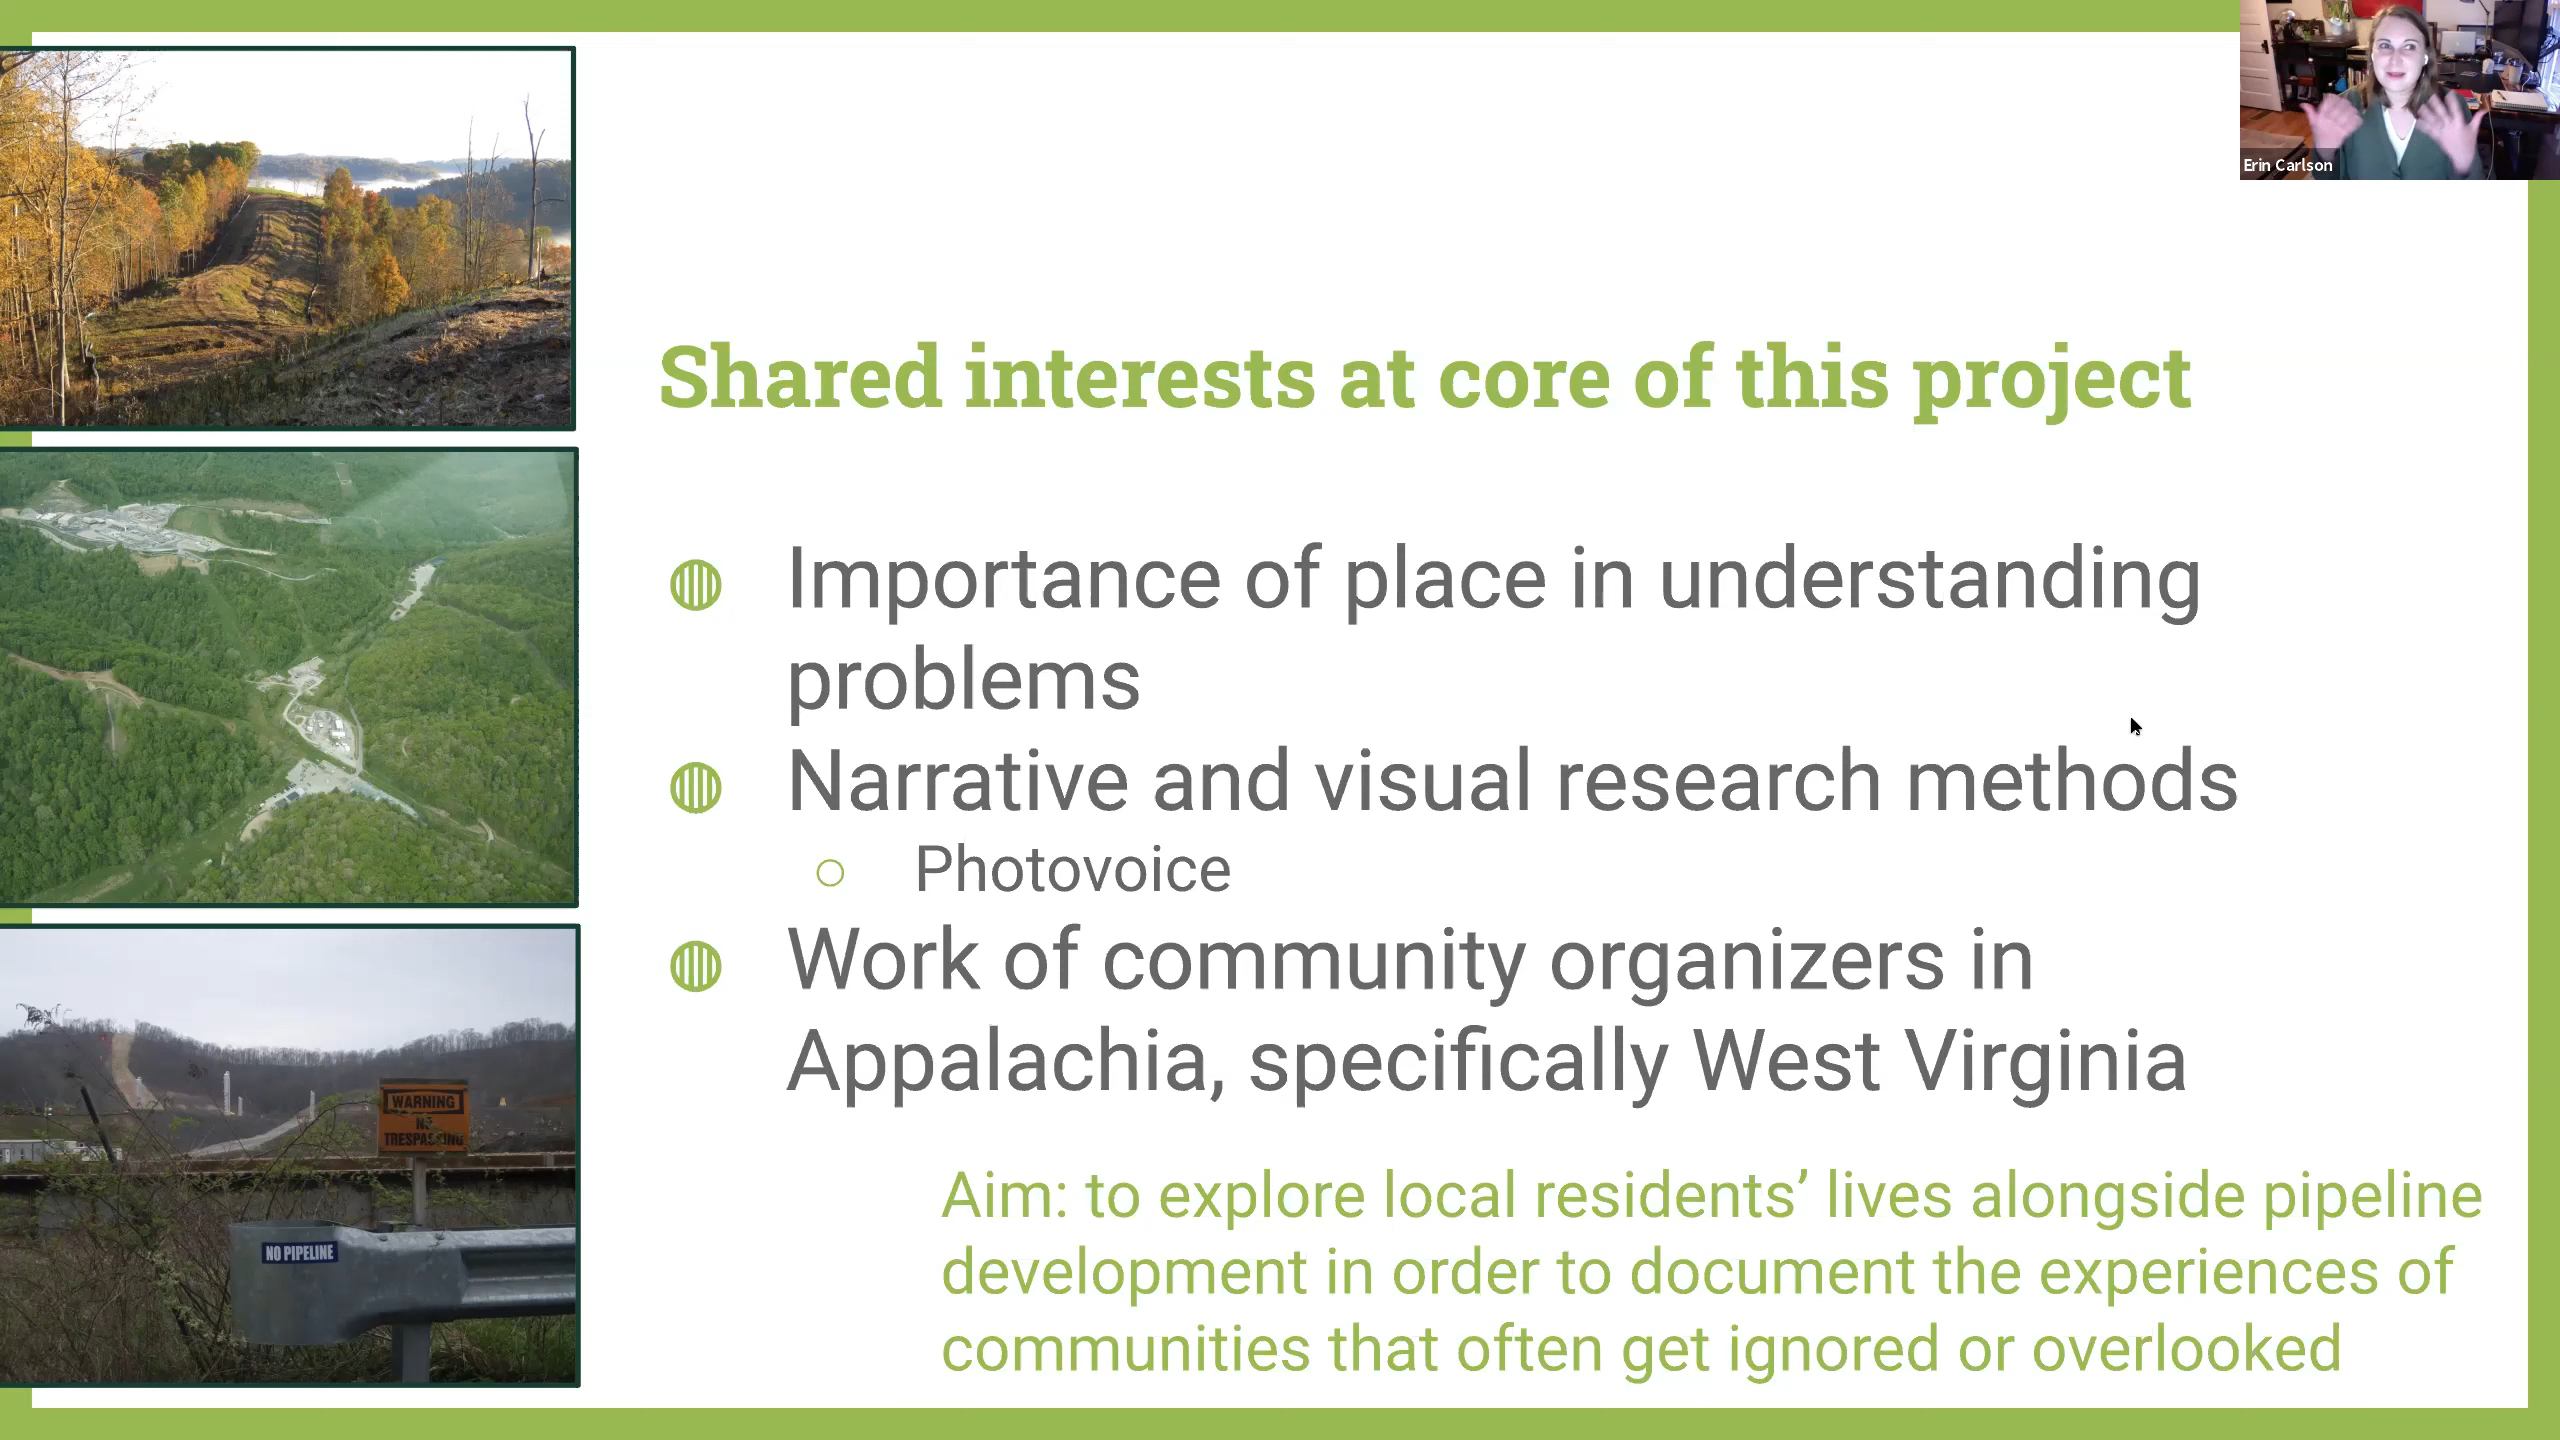 Erin Carlson
Shared interests at core of this project
Importance of place in understanding
problems
Narrative and visual research methods
Photovoice
Work of community organizers in
Appalachia, specifically West Virginia
Aim: to explore local residents’ lives alongside pipeline
development in order to document the experiences of
communities that often get ignored or overlooked
WARNING
NO
TRESPASSING
NO PIPELINE